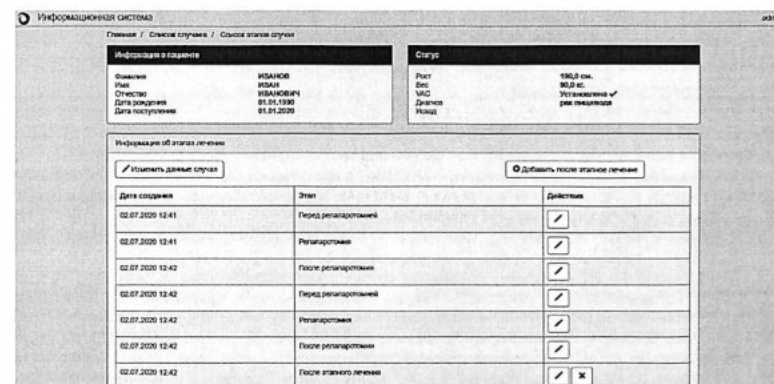 Информационная система
Главная / Список случаев / Список этапов случая
Информация о пациенте
Фамилия ИВАНОВ
Имя ИВАН
Отчество ИВАНОВИЧ
Дата рождения 01.01.1990
Дата поступления 01.01.2020
Статус
Рост 190,0 см.
Вес 90,0 кг.
VAC Установлена ✓
Диагноз рак пищевода
Исход
Информация об этапах лечения
Изменить данные случая
Добавить после этапное лечение
Дата создания Этап Действия
02.07.2020 12:41 Перед релапаротомией
02.07.2020 12:41 Релапаротомия
02.07.2020 12:42 После релапаротомии
02.07.2020 12:42 Перед релапаротомией
02.07.2020 12:42 Релапаротомия
02.07.2020 12:42 После релапаротомии
02.07.2020 12:42 После этапного лечения